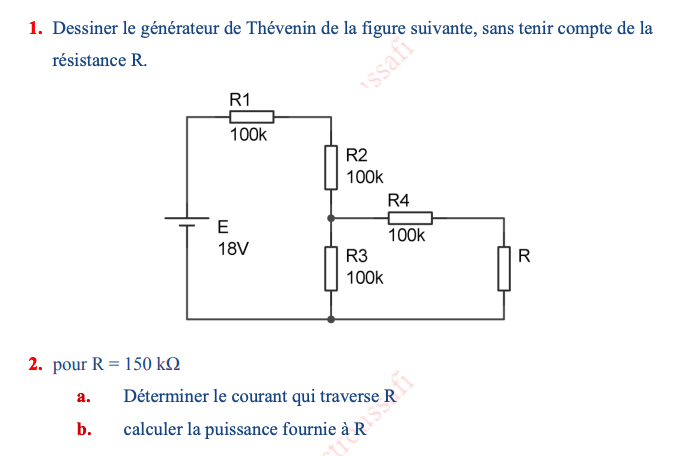 1. Dessiner le générateur de Thévenin de la figure suivante, sans tenir compte de la
résistance R.
R1
100k
R2
100k
R4
100k
E
18V
R3
100k
R
2. pour R = 150 kΩ
a. Déterminer le courant qui traverse R
b. calculer la puissance fournie à R